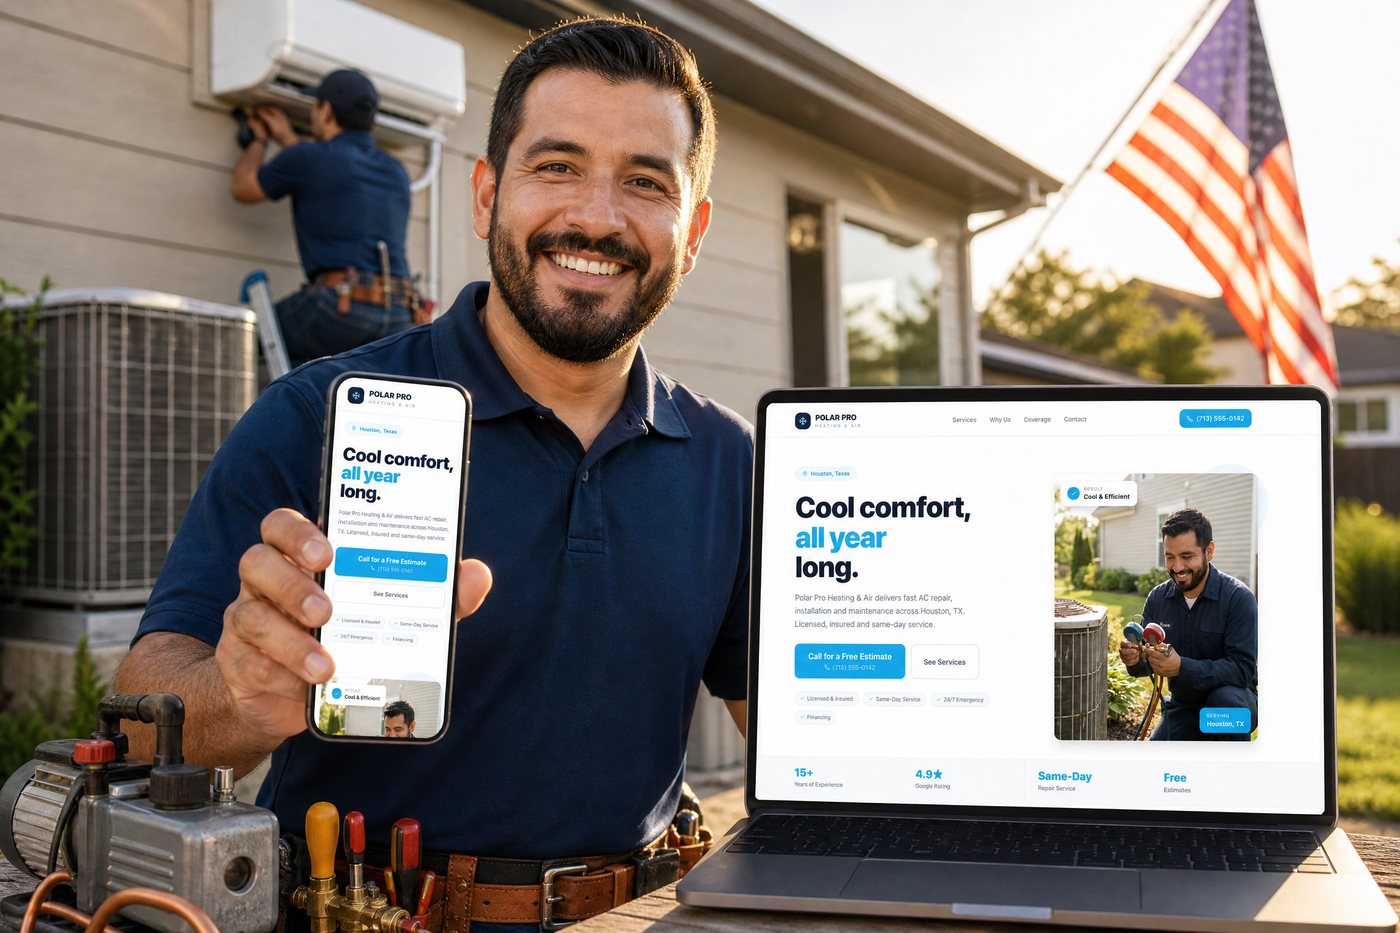 POLAR PRO
HEATING & AIR
Houston, Texas
Cool comfort,
all year
long.
Polar Pro Heating & Air delivers fast AC repair,
installation and maintenance across Houston,
TX. Licensed, insured and same-day service.
Call for a Free Estimate
(713) 555-0142
See Services
Licensed & Insured
Same-Day Service
24/7 Emergency
Financing
RESULT
Cool & Efficient
POLAR PRO
HEATING & AIR
Services
Why Us
Coverage
Contact
(713) 555-0142
Houston, Texas
Cool comfort,
all year
long.
Polar Pro Heating & Air delivers fast AC repair,
installation and maintenance across Houston, TX.
Licensed, insured and same-day service.
Call for a Free Estimate
(713) 555-0142
See Services
Licensed & Insured
Same-Day Service
24/7 Emergency
Financing
RESULT
Cool & Efficient
SERVING
Houston, TX
15+
Years of Experience
4.9★
Google Rating
Same-Day
Repair Service
Free
Estimates